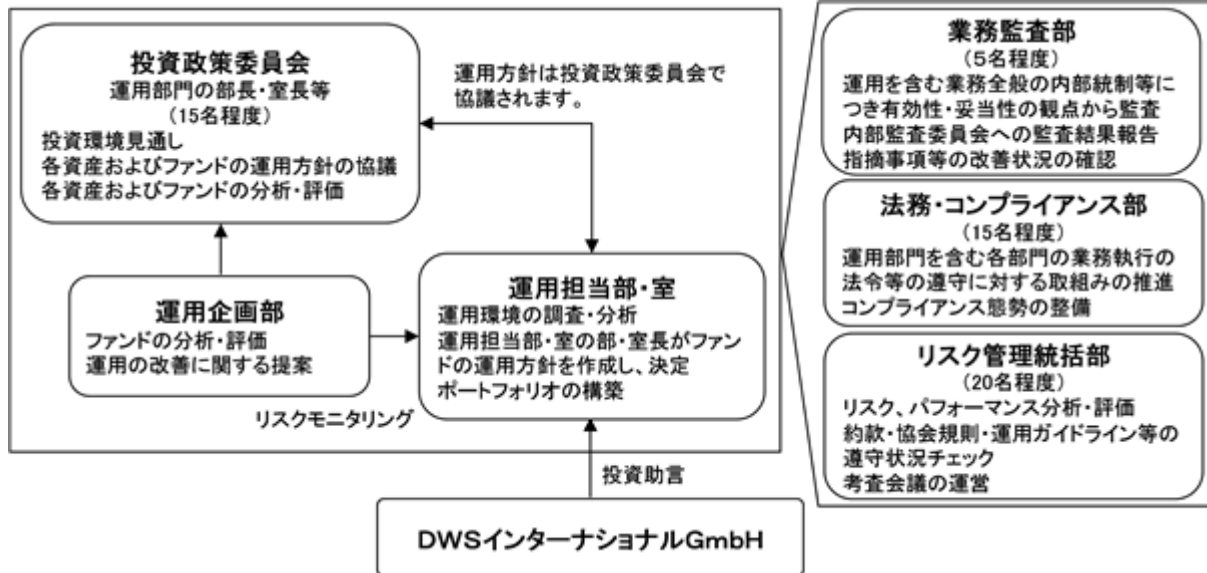 投資政策委員会
運用部門の部長・室長等
(15名程度)
投資環境見通し
各資産およびファンドの運用方針の協議
各資産およびファンドの分析・評価
運用方針は投資政策委員会で
協議されます。
運用企画部
ファンドの分析・評価
運用の改善に関する提案
運用担当部・室
運用環境の調査・分析
運用担当部・室の部・室長がファン
ドの運用方針を作成し、決定
ポートフォリオの構築
リスクモニタリング
投資助言
DWSインターナショナルGmbH
業務監査部
(5名程度)
運用を含む業務全般の内部統制等に
つき有効性・妥当性の観点から監査
内部監査委員会への監査結果報告
指摘事項等の改善状況の確認
法務・コンプライアンス部
(15名程度)
運用部門を含む各部門の業務執行の
法令等の遵守に対する取組みの推進
コンプライアンス態勢の整備
リスク管理統括部
(20名程度)
リスク、パフォーマンス分析・評価
約款・協会規則・運用ガイドライン等の
遵守状況チェック
考査会議の運営